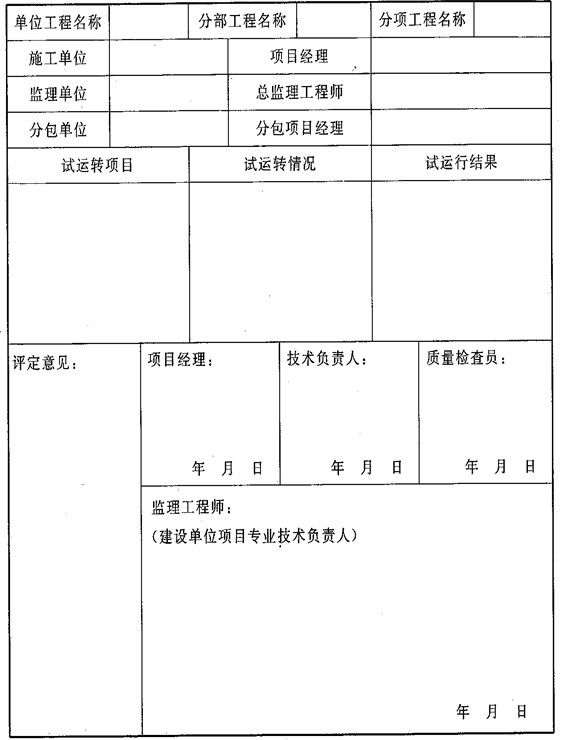 单位工程名称 分部工程名称 分项工程名称
施工单位 项目经理
监理单位 总监理工程师
分包单位 分包项目经理
试运转项目 试运转情况 试运行结果
评定意见： 项目经理： 技术负责人： 质量检查员：
年 月 日 年 月 日 年 月 日
监理工程师：
（建设单位项目专业技术负责人）
年 月 日